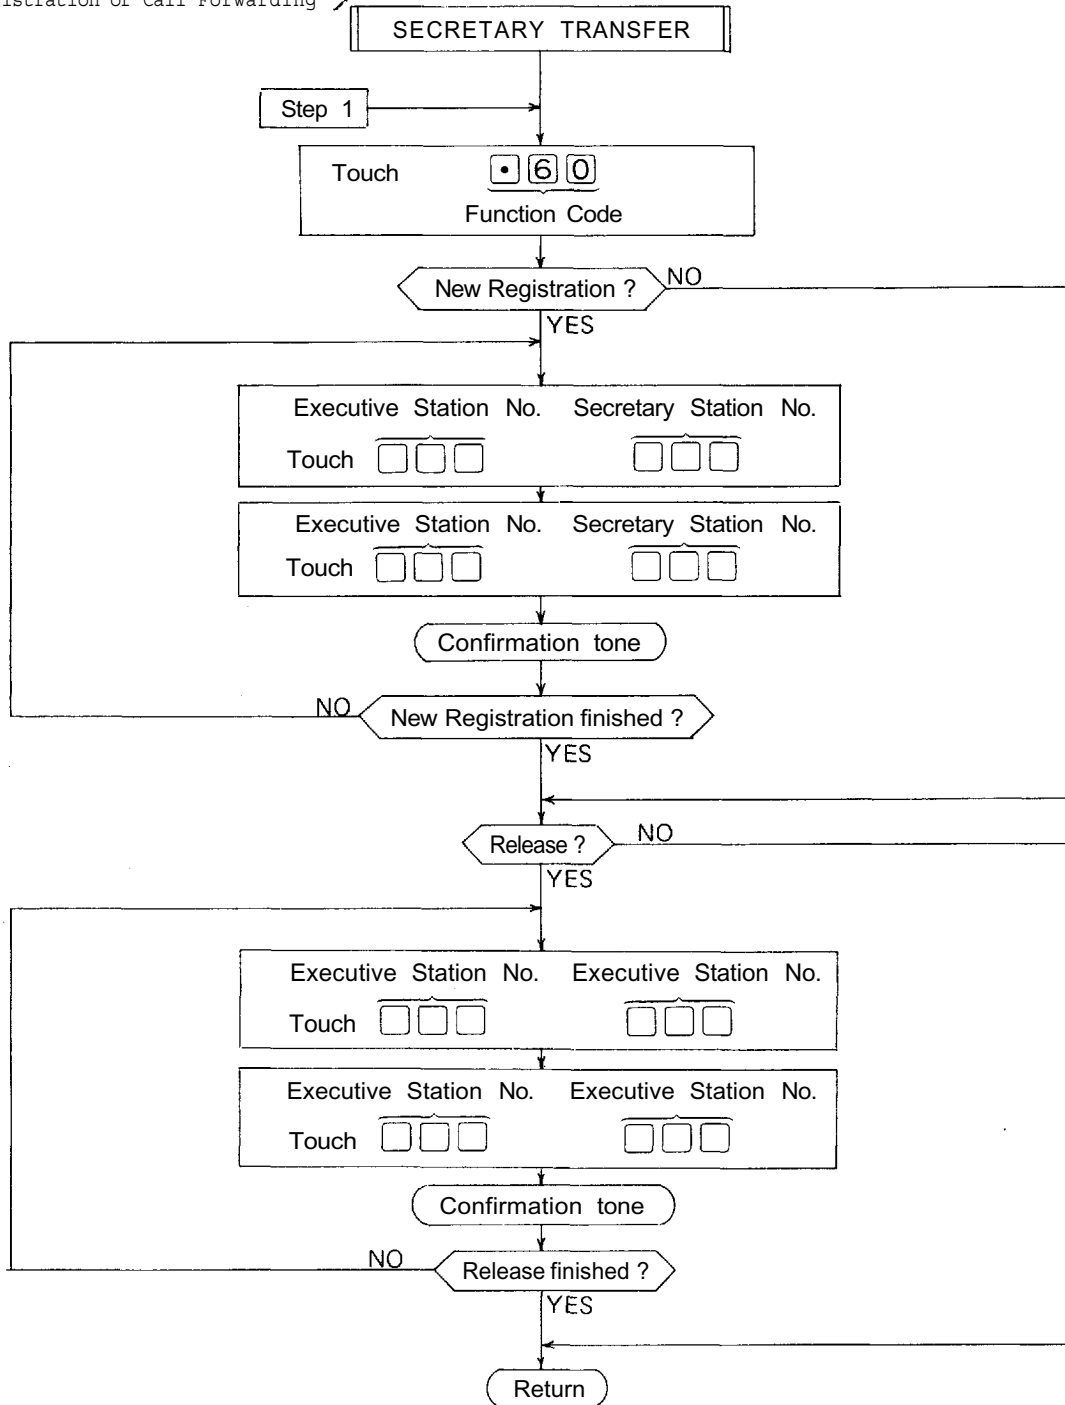 istration or Call Forwarding
SECRETARY TRANSFER
Step 1
Touch • 6 0
Function Code
New Registration ? NO
YES
Executive Station No. Secretary Station No.
Touch
Executive Station No. Secretary Station No.
Touch
Confirmation tone
NO New Registration finished ?
YES
Release ? NO
YES
Executive Station No. Executive Station No.
Touch
Executive Station No. Executive Station No.
Touch
Confirmation tone
NO Release finished ?
YES
Return